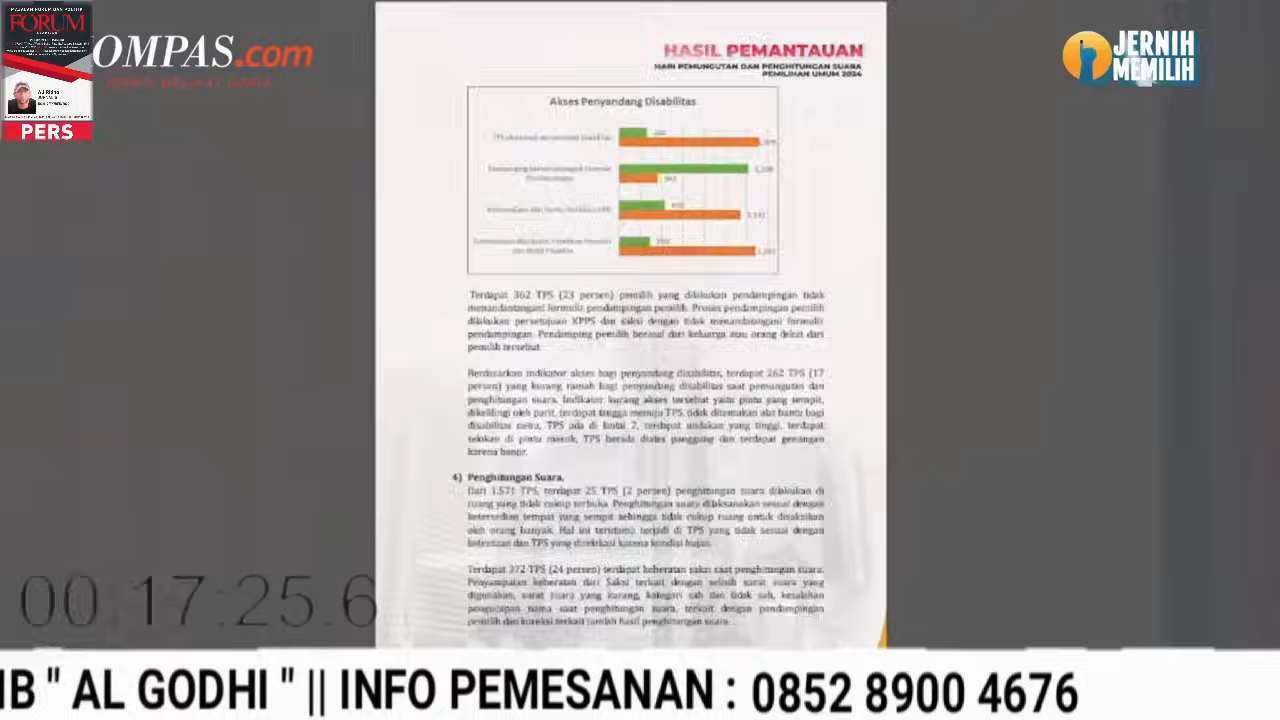 FORUM
KOMPAS.com
JERNIH MELIHAT DUNIA
AJ Ridho
PERS
JERNIH
MEMILIH
HASIL PEMANTAUAN
HARI PEMUNGUTAN DAN PENGHITUNGAN SUARA
PEMILIHAN UMUM 2024
Akses Penyandang Disabilitas
Terdapat 362 TPS (23 persen) pemilih yang dilakukan pendampingan tidak
menandatangani formulir pendampingan pemilih. Proses pendampingan pemilih
dilakukan persetujuan KPPS dan saksi dengan tidak menandatangani formulir
pendampingan. Pendamping pemilih berasal dari keluarga atau orang dekat dari
pemilih tersebut.
Berdasarkan indikator akses bagi penyandang disabilitas, terdapat 262 TPS (17
persen) yang kurang ramah bagi penyandang disabilitas saat pemungutan dan
penghitungan suara. Indikator kurang akses tersebut yaitu pintu yang sempit,
dikelilingi oleh parit, terdapat tangga menuju TPS, tidak ditemukan alat bantu bagi
disabilitas netra, TPS ada di lantai 2, terdapat undakan yang tinggi, terdapat
selokan di pintu masuk, TPS berada diatas panggung dan terdapat genangan
karena banjir.
4) Penghitungan Suara.
Dari 1.571 TPS, terdapat 25 TPS (2 persen) penghitungan suara dilakukan di
ruang yang tidak cukup terbuka. Penghitungan suara dilaksanakan sesuai dengan
ketersedian tempat yang sempit sehingga tidak cukup ruang untuk disaksikan
oleh orang banyak. Hal ini terutama terjadi di TPS yang tidak sesuai dengan
ketentuan dan TPS yang direlokasi karena kondisi hujan.
Terdapat 372 TPS (24 persen) terdapat keberatan saksi saat penghitungan suara.
Penyampaian keberatan dari Saksi terkait dengan selisih surat suara yang
digunakan, surat suara yang kurang, kategori sah dan tidak sah, kesalahan
pengucapan nama saat penghitungan suara, terkait dengan pendampingan
pemilih dan koreksi terkait jumlah hasil penghitungan suara.
00 17:25.6
IB " AL GODHI " || INFO PEMESANAN : 0852 8900 4676